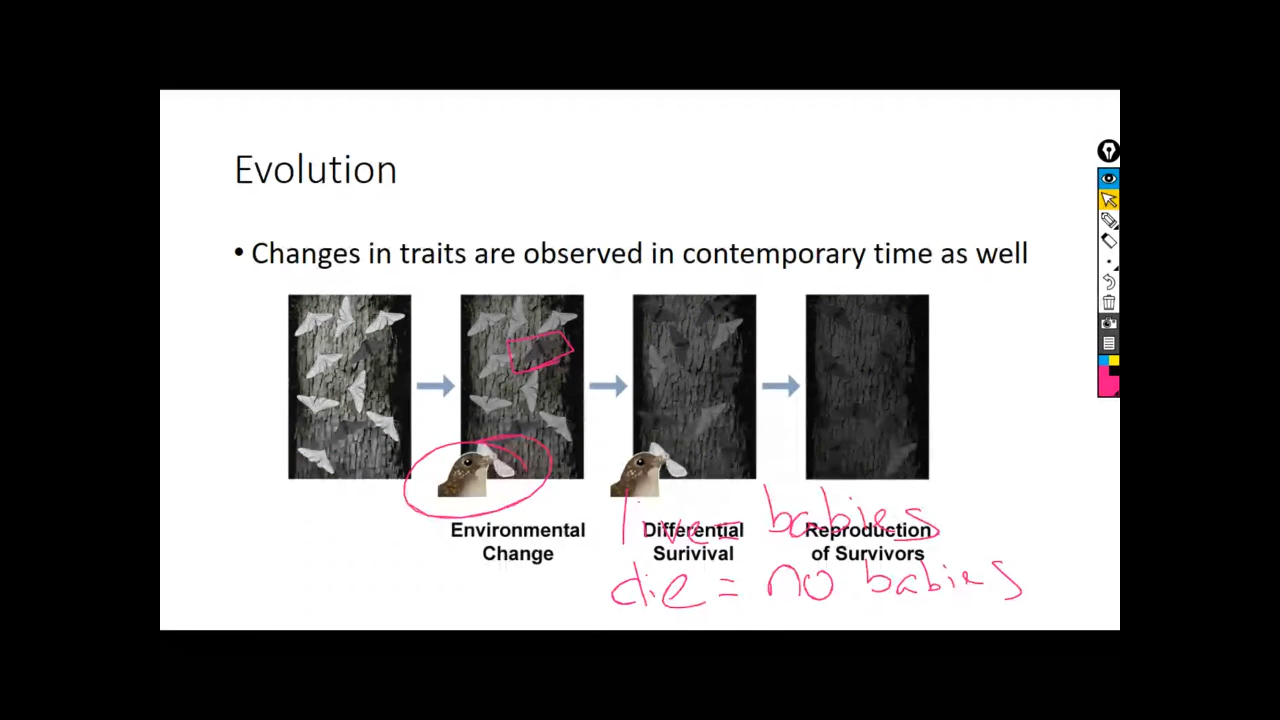 Evolution
• Changes in traits are observed in contemporary time as well
Environmental Change
Differential Surivival
Reproduction of Survivors
live = babies
die = no babies